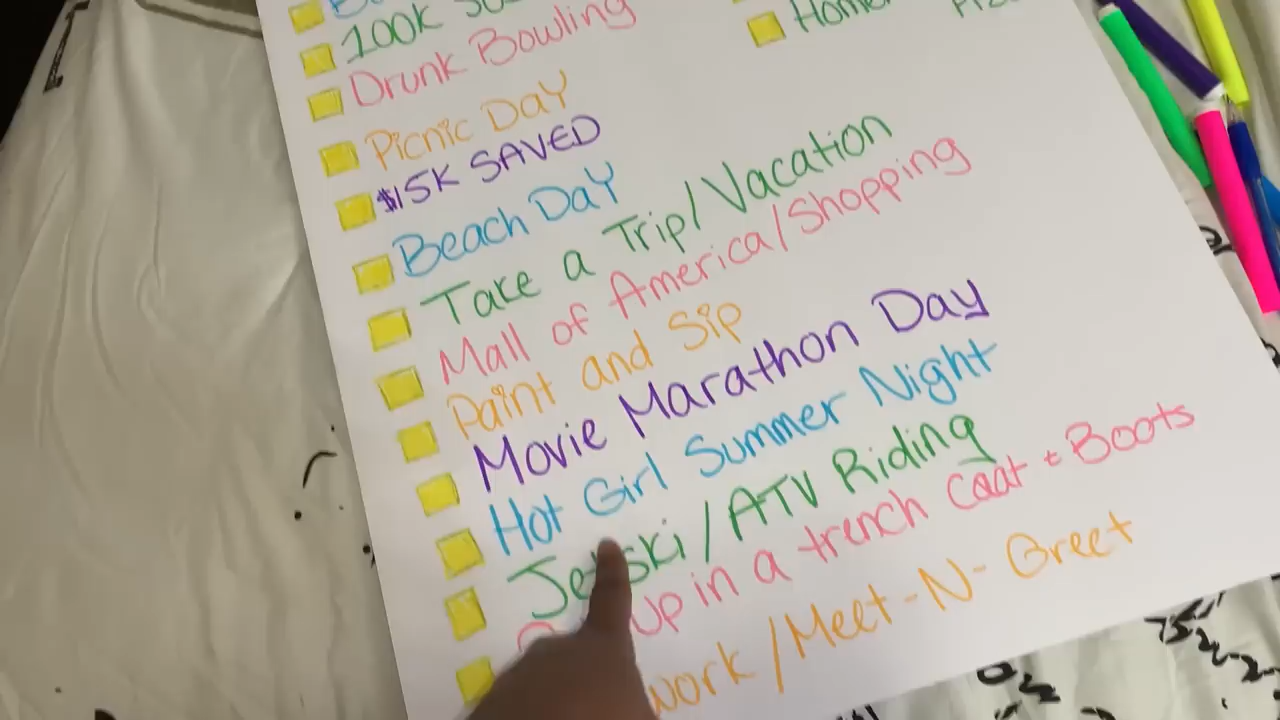 100K
Drunk Bowling
Picnic Day
$15K SAVED
Beach Day
Take a Trip/Vacation
Mall of America/Shopping
Paint and Sip
Movie Marathon Day
Hot Girl Summer Night
Jetski/ATV Riding
up in a trench Coat + Boots
work/Meet-N-Greet